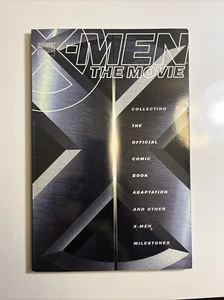 X-MEN
THE MOVIE
COLLECTING
THE
OFFICIAL
COMIC
BOOK
ADAPTATION
AND OTHER
X-MEN
MILESTONES